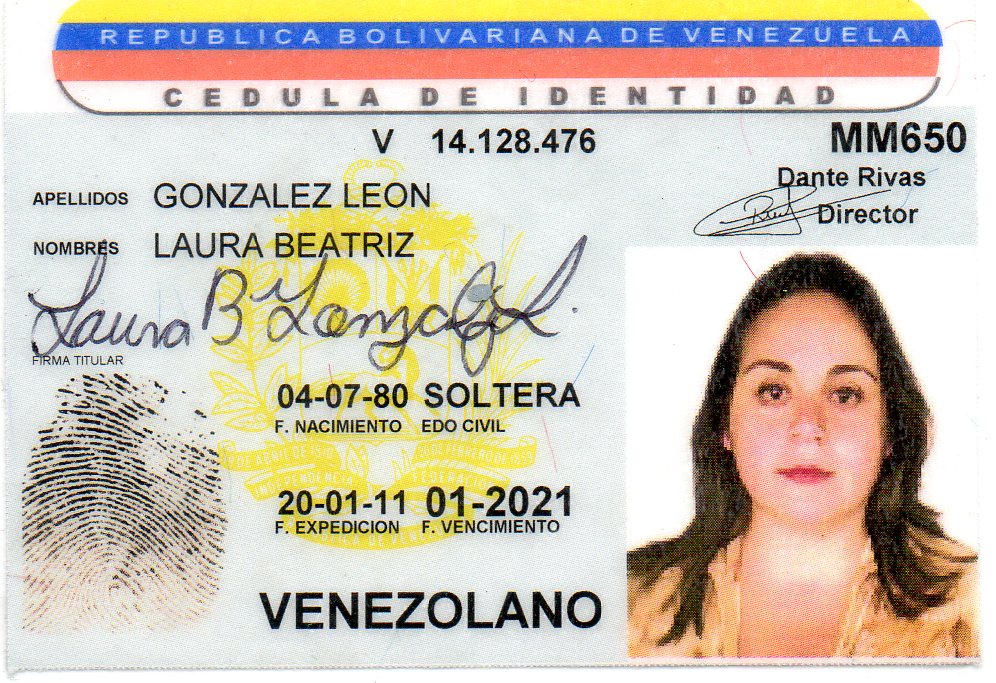 REPUBLICA BOLIVARIANA DE VENEZUELA
CEDULA DE IDENTIDAD
V 14.128.476
MM650
Dante Rivas
Director
APELLIDOS GONZALEZ LEON
NOMBRES LAURA BEATRIZ
Laura B Gonzalez L.
FIRMA TITULAR
04-07-80 SOLTERA
F. NACIMIENTO EDO CIVIL
INDEPENDENCIA
20-01-11 01-2021
F. EXPEDICION F. VENCIMIENTO
VENEZOLANO